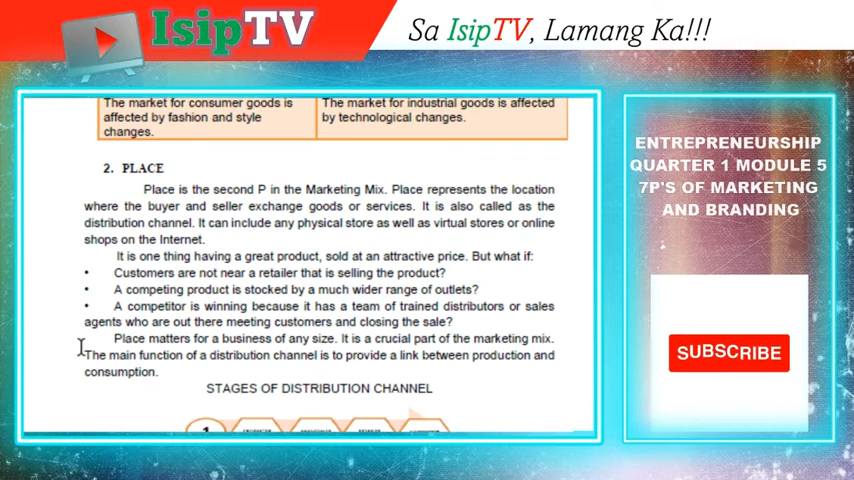 IsipTV
Sa IsipTV, Lamang Ka!!!
The market for consumer goods is
affected by fashion and style
changes.
The market for industrial goods is affected
by technological changes.
2. PLACE
Place is the second P in the Marketing Mix. Place represents the location
where the buyer and seller exchange goods or services. It is also called as the
distribution channel. It can include any physical store as well as virtual stores or online
shops on the Internet.
It is one thing having a great product, sold at an attractive price. But what if:
• Customers are not near a retailer that is selling the product?
• A competing product is stocked by a much wider range of outlets?
• A competitor is winning because it has a team of trained distributors or sales
agents who are out there meeting customers and closing the sale?
Place matters for a business of any size. It is a crucial part of the marketing mix.
The main function of a distribution channel is to provide a link between production and
consumption.
STAGES OF DISTRIBUTION CHANNEL
1
ENTREPRENEURSHIP
QUARTER 1 MODULE 5
7P'S OF MARKETING
AND BRANDING
SUBSCRIBE